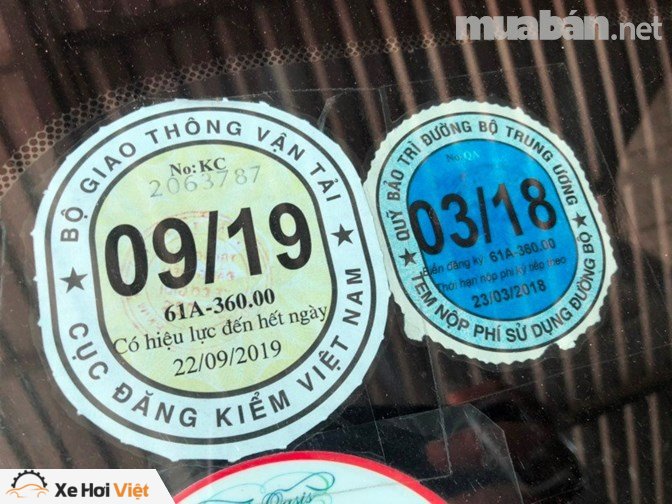 muabán.net
BỘ GIAO THÔNG VẬN TẢI
No: KC
2063787
09/19
61A-360.00
Có hiệu lực đến hết ngày
22/09/2019
CỤC ĐĂNG KIỂM VIỆT NAM
QUỸ BẢO TRÌ ĐƯỜNG BỘ TRUNG ƯƠNG
No: QA
03/18
Biển đăng ký: 61A-360.00
Thời hạn nộp phí kỳ tiếp theo
23/03/2018
TEM NỘP PHÍ SỬ DỤNG ĐƯỜNG BỘ
Oasis
Xe Hơi Việt